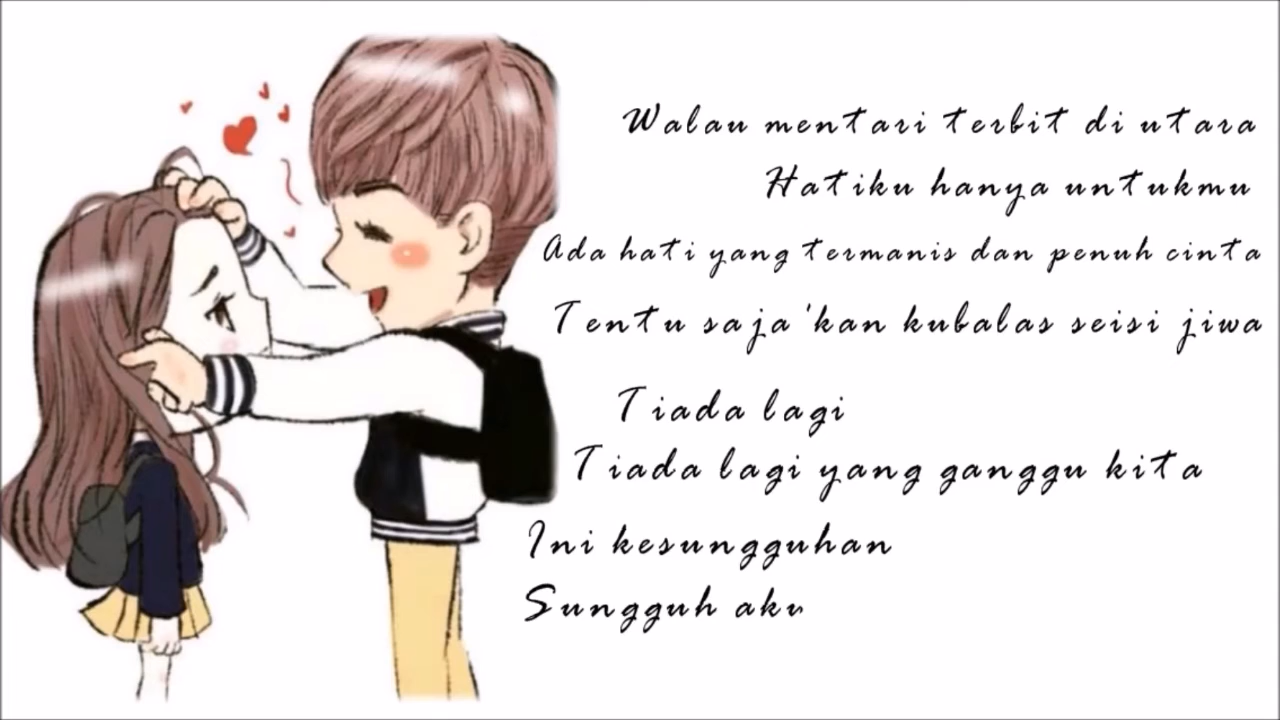 Walau mentari terbit di utara
Hatiku hanya untukmu
Ada hati yang termanis dan penuh cinta
Tentu saja 'kan kubalas seisi jiwa
Tiada lagi
Tiada lagi yang ganggu kita
Ini kesungguhan
Sungguh aku